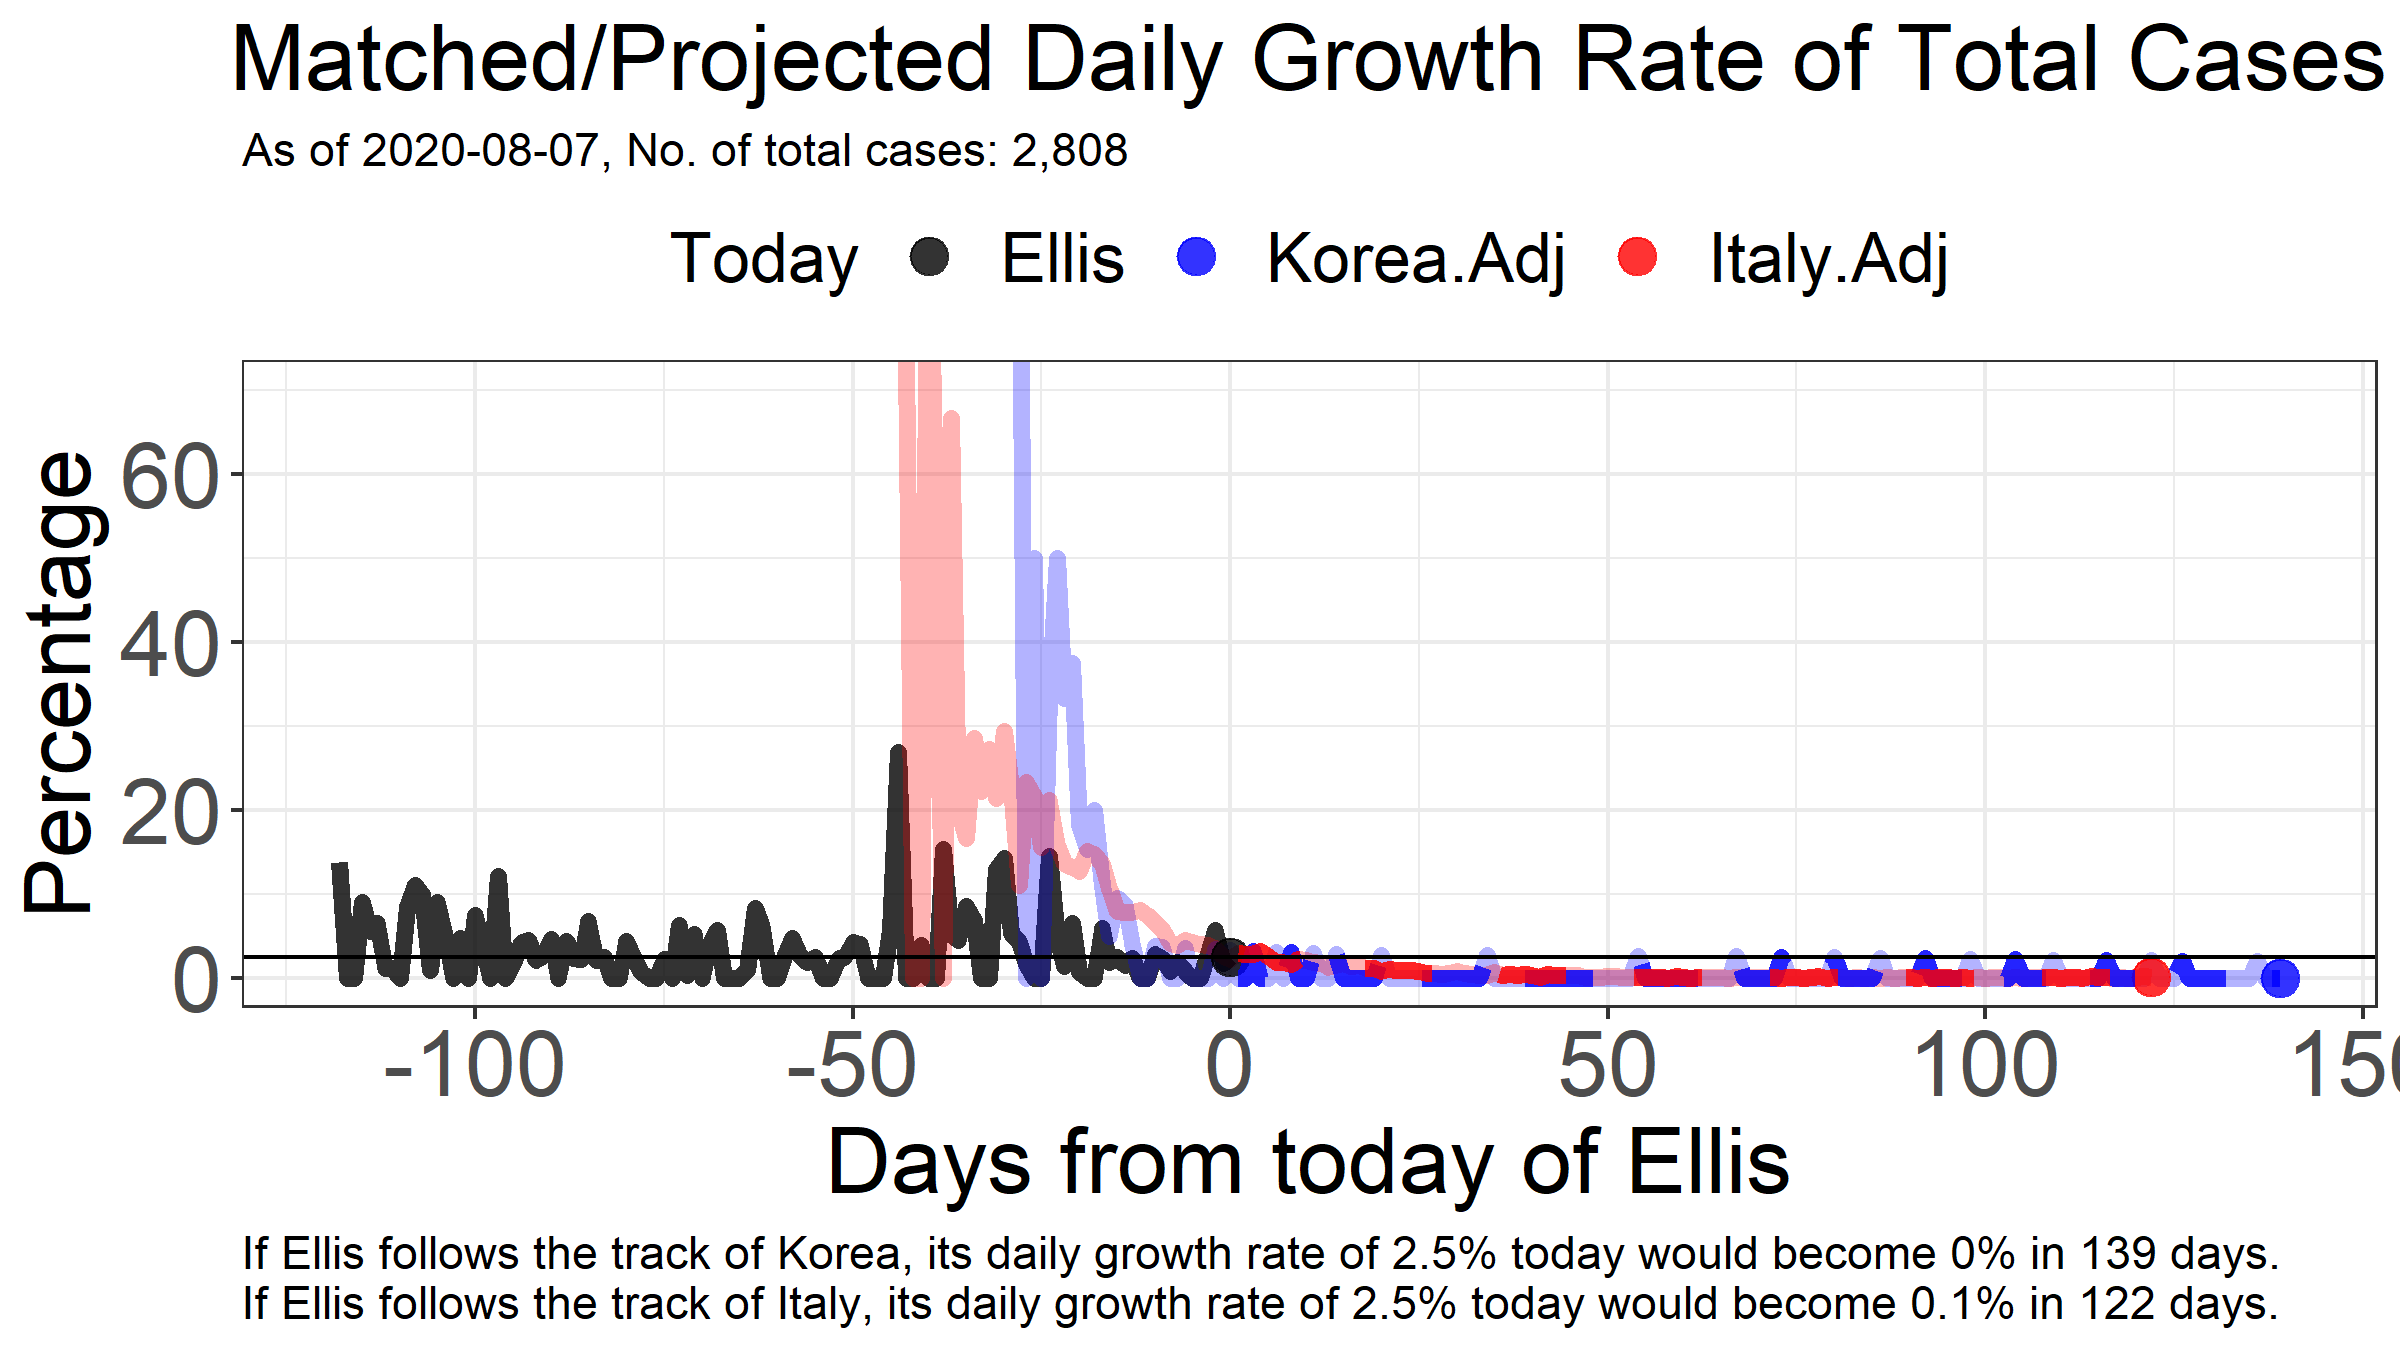 Matched/Projected Daily Growth Rate of Total Cases
As of 2020-08-07, No. of total cases: 2,808
Today Ellis Korea.Adj Italy.Adj
Percentage
60
40
20
0
-100 -50 0 50 100 150
Days from today of Ellis
If Ellis follows the track of Korea, its daily growth rate of 2.5% today would become 0% in 139 days.
If Ellis follows the track of Italy, its daily growth rate of 2.5% today would become 0.1% in 122 days.